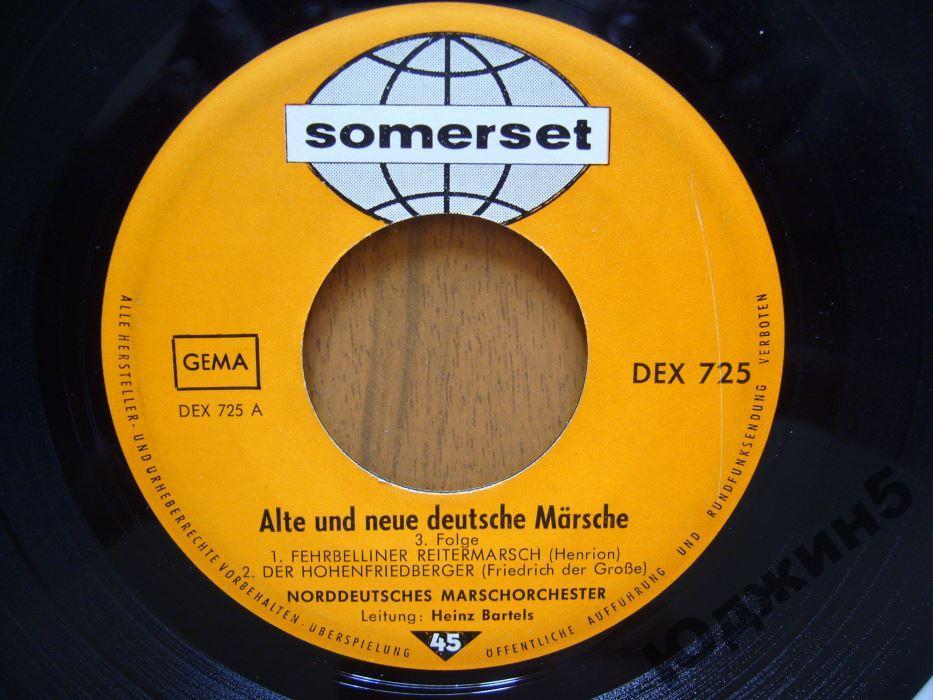 somerset
GEMA
DEX 725 A
DEX 725
Alte und neue deutsche Märsche
3. Folge
1. FEHRBELLINER REITERMARSCH (Henrion)
2. DER HOHENFRIEDBERGER (Friedrich der Große)
NORDDEUTSCHES MARSCHORCHESTER
Leitung: Heinz Bartels
45
ALLE HERSTELLER- UND URHEBERRECHTE VORBEHALTEN · ÜBERSPIELUNG
ÖFFENTLICHE AUFFÜHRUNG UND RUNDFUNKSENDUNG VERBOTEN
Юджин5